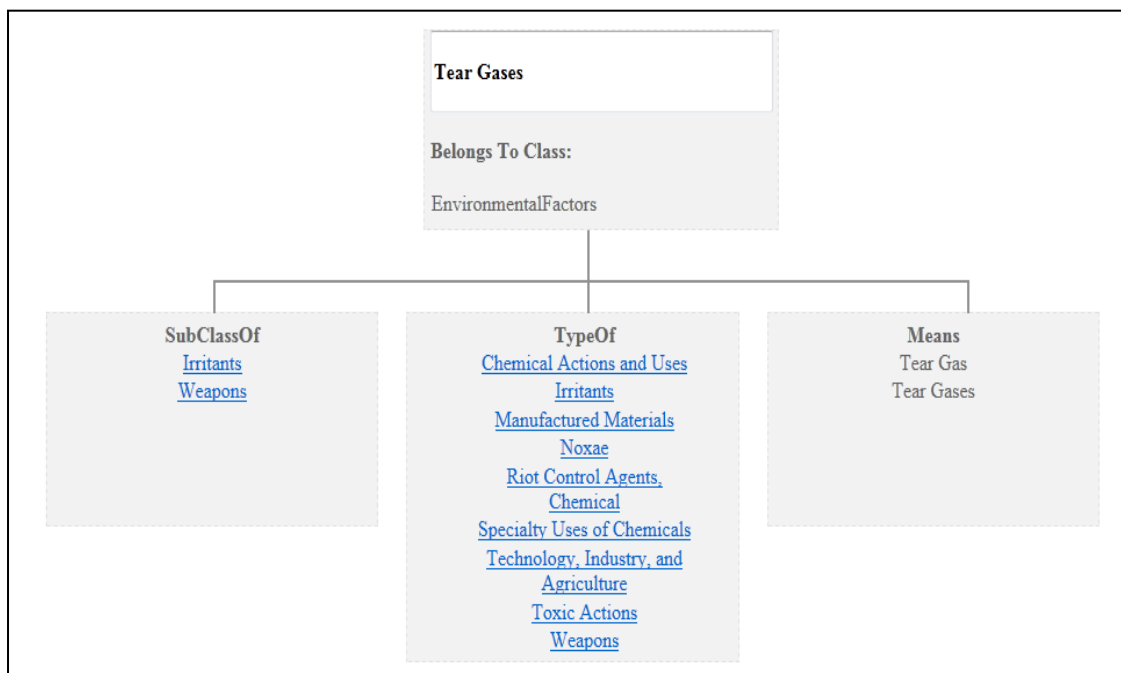 Tear Gases
Belongs To Class:
EnvironmentalFactors
SubClassOf
Irritants
Weapons
TypeOf
Chemical Actions and Uses
Irritants
Manufactured Materials
Noxae
Riot Control Agents,
Chemical
Specialty Uses of Chemicals
Technology, Industry, and
Agriculture
Toxic Actions
Weapons
Means
Tear Gas
Tear Gases